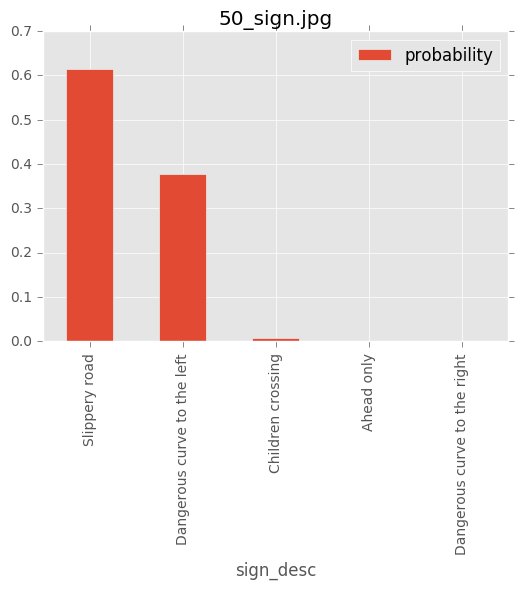 50_sign.jpg
probability
0.7
0.6
0.5
0.4
0.3
0.2
0.1
0.0
Slippery road
Dangerous curve to the left
Children crossing
Ahead only
Dangerous curve to the right
sign_desc